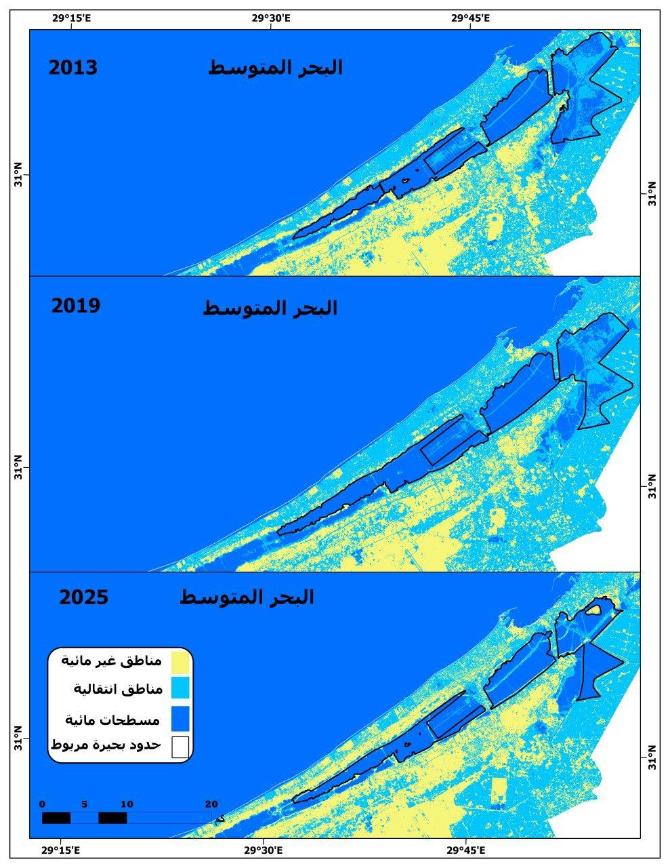 29°15'E 29°30'E 29°45'E
2013
البحر المتوسط
31°N
31°N
2019
البحر المتوسط
31°N
31°N
2025
البحر المتوسط
مناطق غير مائية
مناطق انتقالية
مسطحات مائية
حدود بحيرة مريوط
31°N
31°N
0 5 10 20
29°15'E 29°30'E 29°45'E